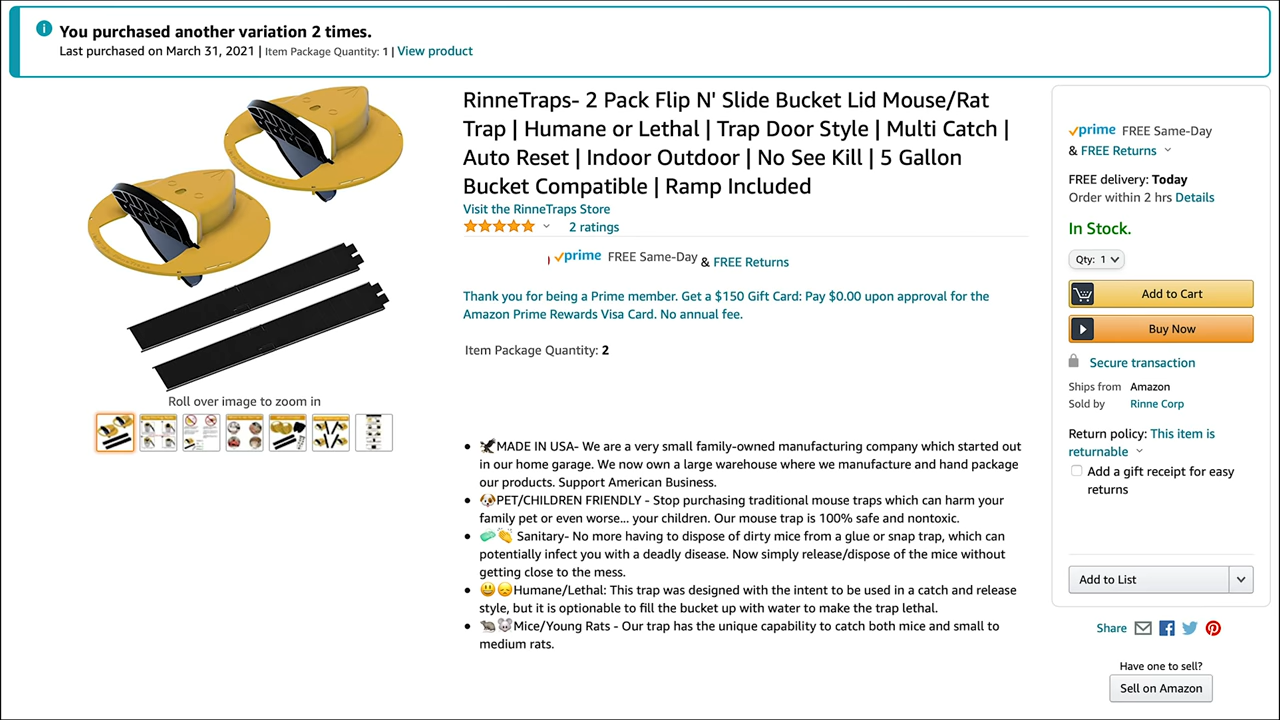 You purchased another variation 2 times.
Last purchased on March 31, 2021 | Item Package Quantity: 1 | View product
RinneTraps- 2 Pack Flip N' Slide Bucket Lid Mouse/Rat
Trap | Humane or Lethal | Trap Door Style | Multi Catch |
Auto Reset | Indoor Outdoor | No See Kill | 5 Gallon
Bucket Compatible | Ramp Included
Visit the RinneTraps Store
2 ratings
prime FREE Same-Day & FREE Returns
Thank you for being a Prime member. Get a $150 Gift Card: Pay $0.00 upon approval for the
Amazon Prime Rewards Visa Card. No annual fee.
Item Package Quantity: 2
Roll over image to zoom in
• 🦅MADE IN USA- We are a very small family-owned manufacturing company which started out
in our home garage. We now own a large warehouse where we manufacture and hand package
our products. Support American Business.
• 🐶PET/CHILDREN FRIENDLY - Stop purchasing traditional mouse traps which can harm your
family pet or even worse... your children. Our mouse trap is 100% safe and nontoxic.
• 🧼👏 Sanitary- No more having to dispose of dirty mice from a glue or snap trap, which can
potentially infect you with a deadly disease. Now simply release/dispose of the mice without
getting close to the mess.
• 😃😞Humane/Lethal: This trap was designed with the intent to be used in a catch and release
style, but it is optionable to fill the bucket up with water to make the trap lethal.
• 🐀🐭Mice/Young Rats - Our trap has the unique capability to catch both mice and small to
medium rats.
prime FREE Same-Day
& FREE Returns
FREE delivery: Today
Order within 2 hrs Details
In Stock.
Qty: 1
Add to Cart
Buy Now
Secure transaction
Ships from Amazon
Sold by Rinne Corp
Return policy: This item is
returnable
Add a gift receipt for easy
returns
Add to List
Share
Have one to sell?
Sell on Amazon